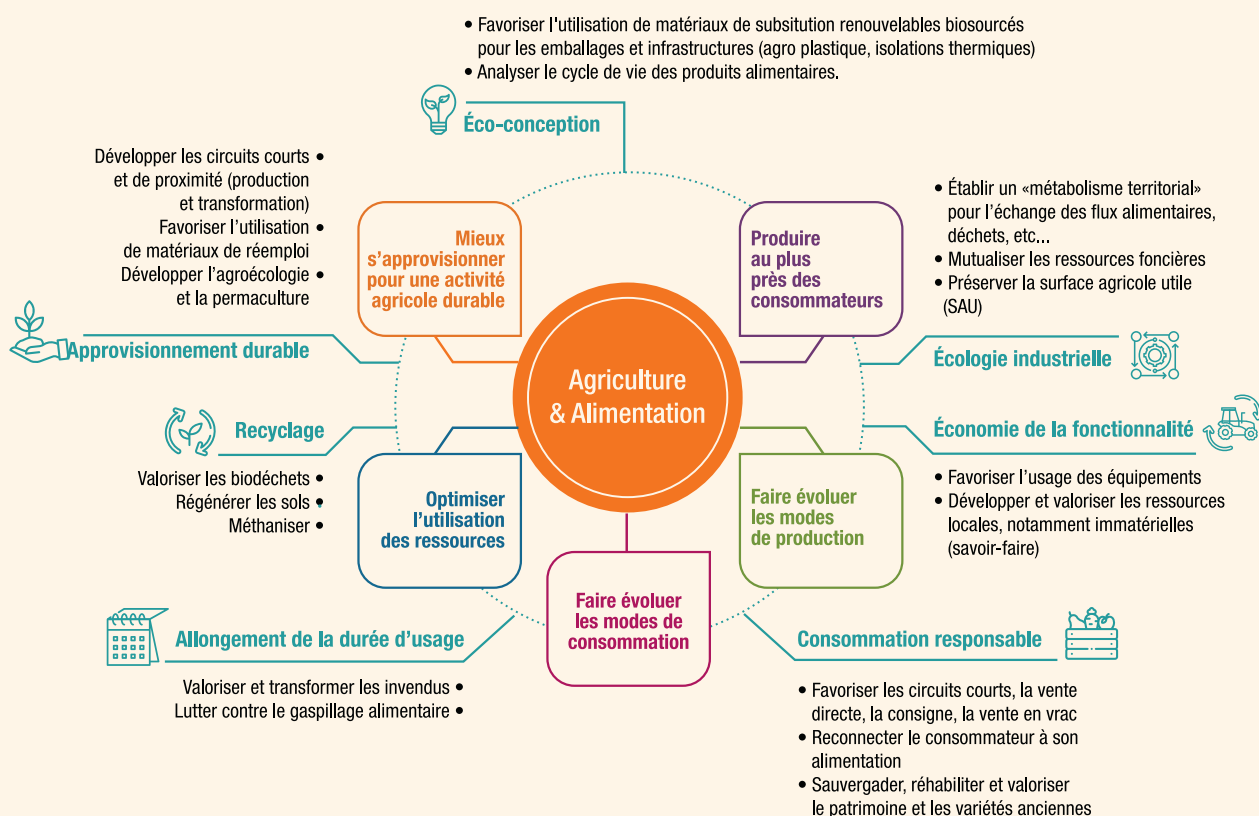 • Favoriser l'utilisation de matériaux de subsitution renouvelables biosourcés
pour les emballages et infrastructures (agro plastique, isolations thermiques)
• Analyser le cycle de vie des produits alimentaires.
Éco-conception
Développer les circuits courts •
et de proximité (production
et transformation)
Favoriser l'utilisation •
de matériaux de réemploi
Développer l'agroécologie •
et la permaculture
Approvisionnement durable
Mieux
s'approvisionner
pour une activité
agricole durable
Produire
au plus
près des
consommateurs
• Établir un «métabolisme territorial»
pour l'échange des flux alimentaires,
déchets, etc...
• Mutualiser les ressources foncières
• Préserver la surface agricole utile
(SAU)
Écologie industrielle
Agriculture
& Alimentation
Recyclage
Valoriser les biodéchets •
Régénérer les sols •
Méthaniser •
Optimiser
l'utilisation
des ressources
Faire évoluer
les modes
de production
Économie de la fonctionnalité
• Favoriser l'usage des équipements
• Développer et valoriser les ressources
locales, notamment immatérielles
(savoir-faire)
Faire évoluer
les modes de
consommation
Allongement de la durée d'usage
Valoriser et transformer les invendus •
Lutter contre le gaspillage alimentaire •
Consommation responsable
• Favoriser les circuits courts, la vente
directe, la consigne, la vente en vrac
• Reconnecter le consommateur à son
alimentation
• Sauvergader, réhabiliter et valoriser
le patrimoine et les variétés anciennes